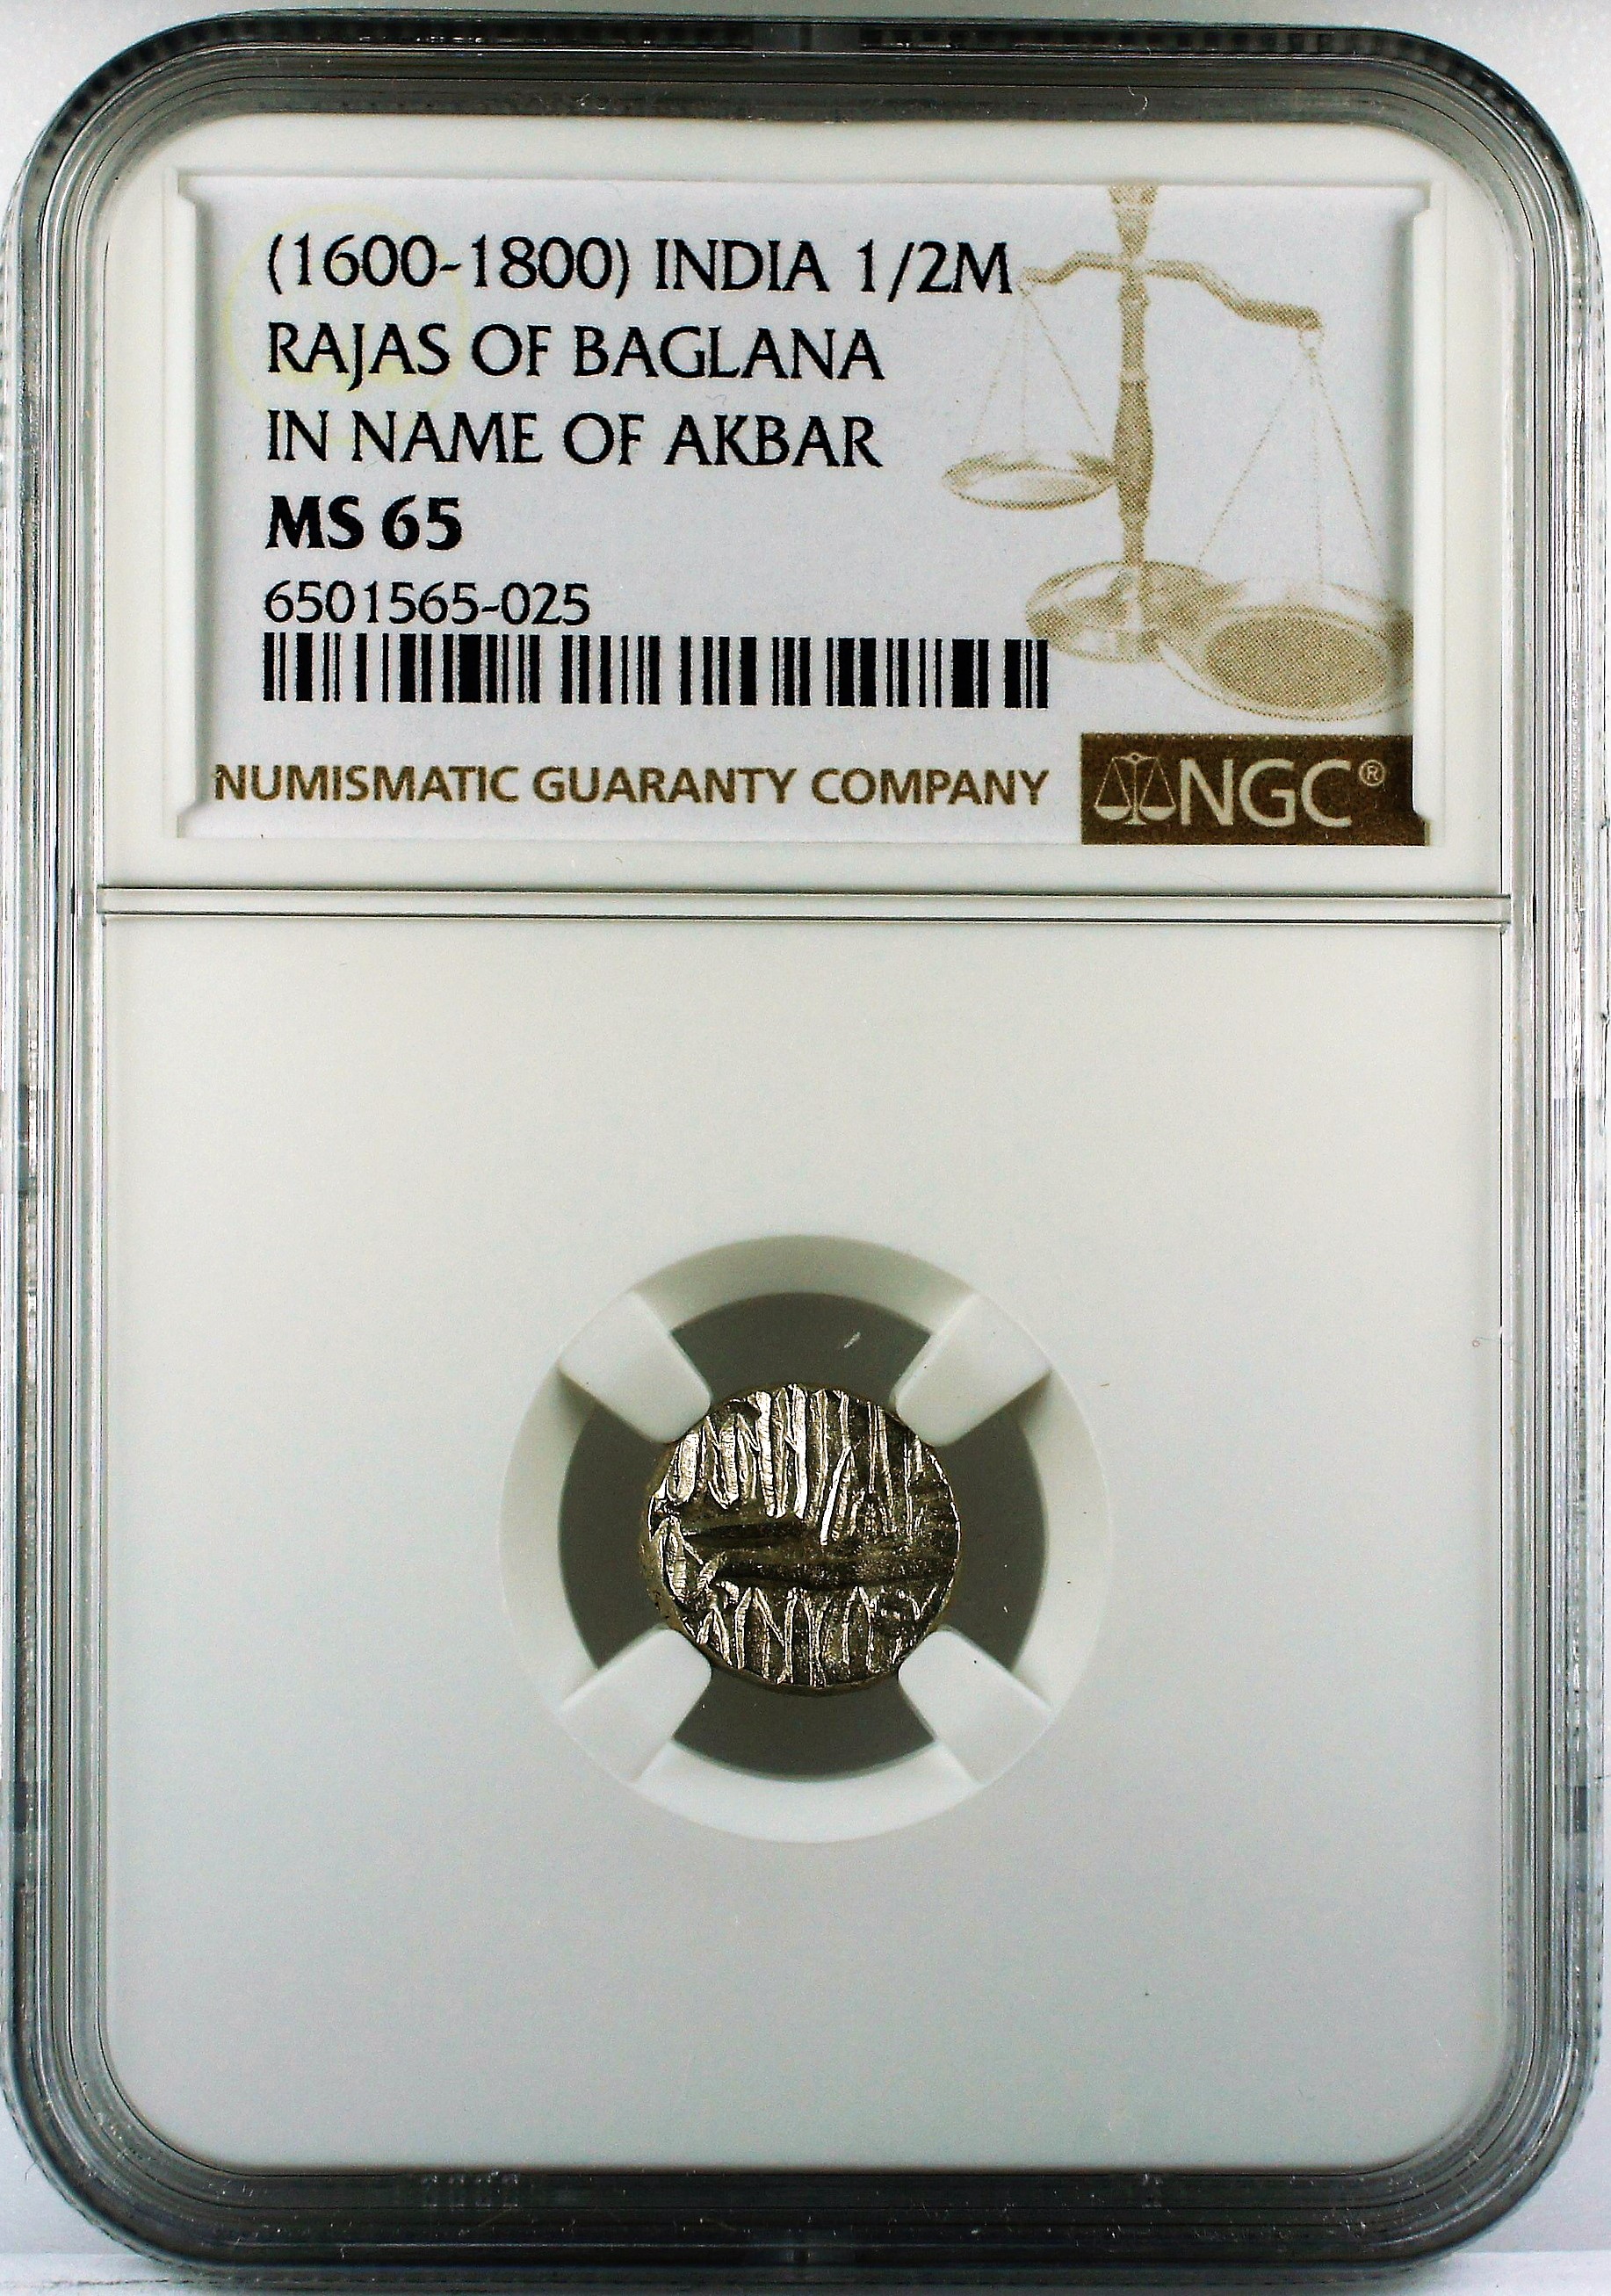 (1600-1800) INDIA 1/2M
RAJAS OF BAGLANA
IN NAME OF AKBAR
MS 65
6501565-025
NUMISMATIC GUARANTY COMPANY
NGC®